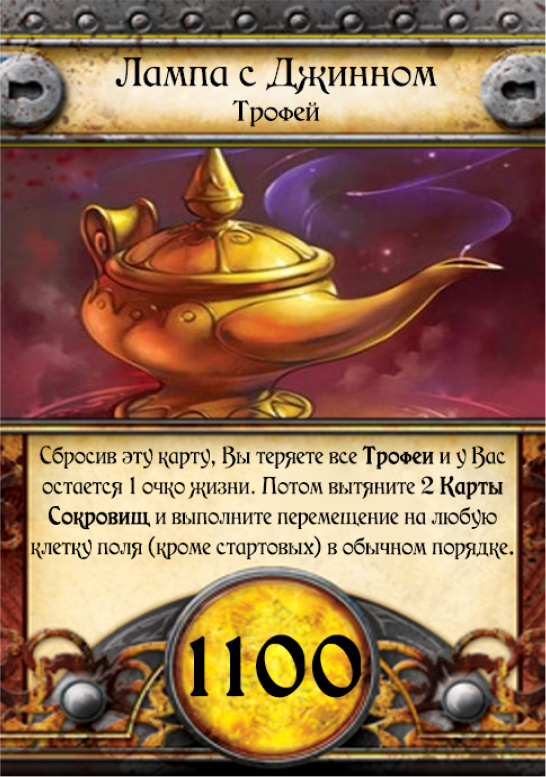 Лампа с Джинном
Трофей
Сбросив эту карту, Вы теряете все Трофеи и у Вас
остается 1 очко жизни. Потом вытяните 2 Карты
Сокровищ и выполните перемещение на любую
клетку поля (кроме стартовых) в обычном порядке.
1100